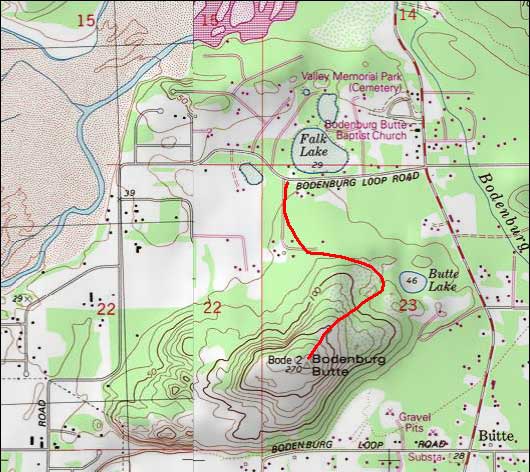 15
15
14
Valley Memorial Park
(Cemetery)
50
Bodenburg Butte
Baptist Church
Falk
Lake
29
BODENBURG LOOP ROAD
Bodenburg
39
46
Butte
Lake
29
100
22
22
23
Bode 2
270
Bodenburg
Butte
ROAD
Gravel
Pits
Butte,
BODENBURG LOOP ROAD
Substa
28